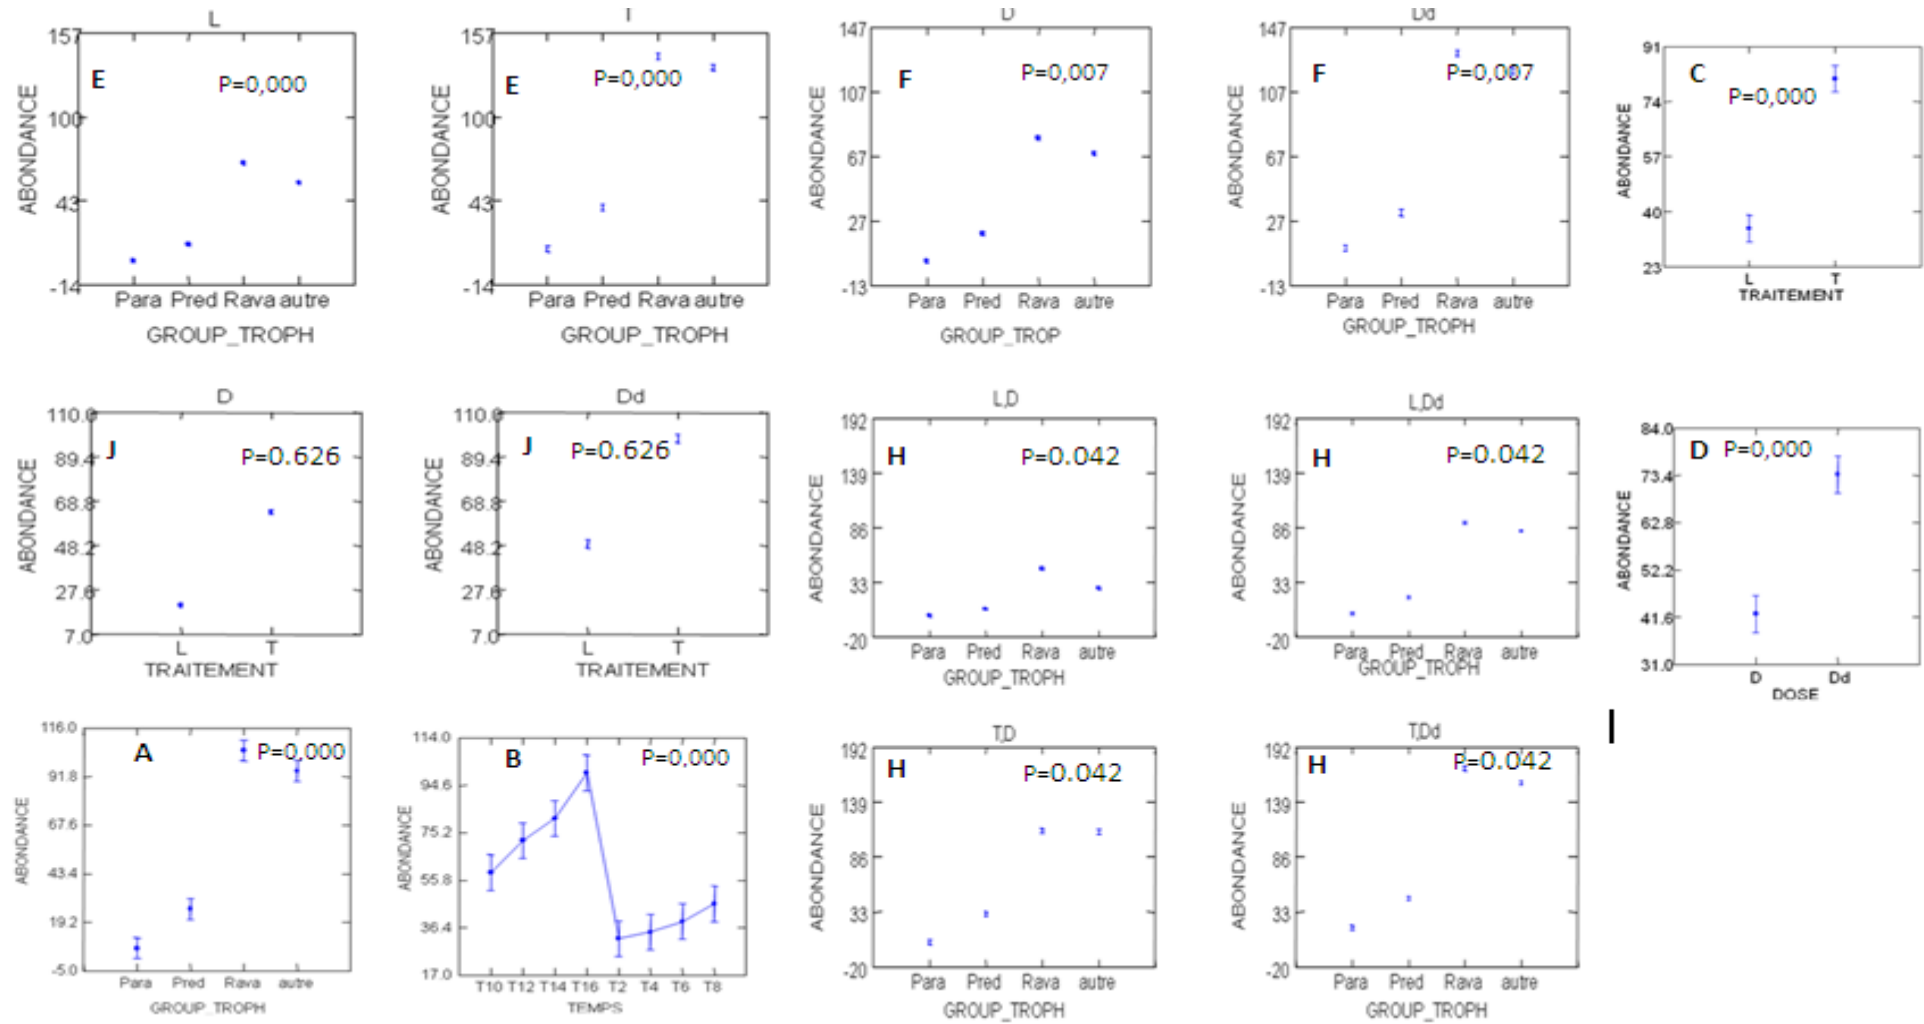 L
157
100
43
-14
ABONDANCE
E
P=0,000
Para Pred Rava autre
GROUP_TROPH
T
157
100
43
-14
ABONDANCE
E
P=0,000
Para Pred Rava autre
GROUP_TROPH
D
147
107
67
27
-13
ABONDANCE
F
P=0,007
Para Pred Rava autre
GROUP_TROP
Dd
147
107
67
27
-13
ABONDANCE
F
P=0,007
Para Pred Rava autre
GROUP_TROPH
91
74
57
40
23
ABONDANCE
C
P=0,000
L T
TRAITEMENT
D
110.0
89.4
68.8
48.2
27.6
7.0
ABONDANCE
J
P=0.626
L T
TRAITEMENT
Dd
110.0
89.4
68.8
48.2
27.6
7.0
ABONDANCE
J
P=0.626
L T
TRAITEMENT
L,D
192
139
86
33
-20
ABONDANCE
H
P=0.042
Para Pred Rava autre
GROUP_TROPH
L,Dd
192
139
86
33
-20
ABONDANCE
H
P=0.042
Para Pred Rava autre
GROUP_TROPH
84.0
73.4
62.8
52.2
41.6
31.0
ABONDANCE
D
P=0,000
D Dd
DOSE
116.0
91.8
67.6
43.4
19.2
-5.0
ABONDANCE
A
P=0,000
Para Pred Rava autre
GROUP_TROPH
114.0
94.6
75.2
55.8
36.4
17.0
ABONDANCE
B
P=0,000
T10 T12 T14 T16 T2 T4 T6 T8
TEMPS
T,D
192
139
86
33
-20
ABONDANCE
H
P=0.042
Para Pred Rava autre
GROUP_TROPH
T,Dd
192
139
86
33
-20
ABONDANCE
H
P=0.042
Para Pred Rava autre
GROUP_TROPH